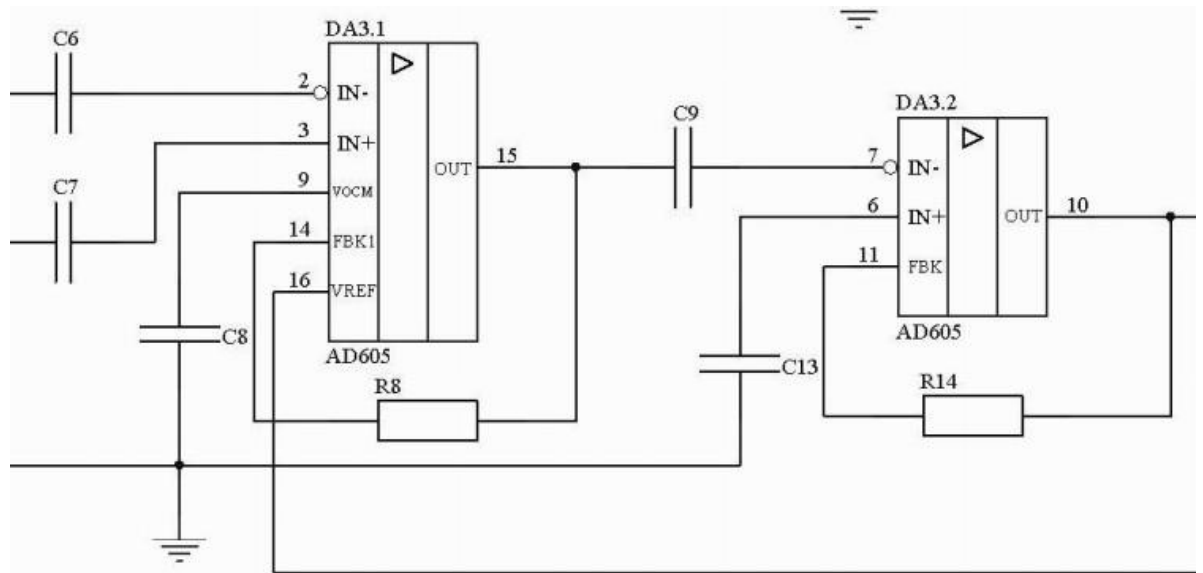 DA3.1
C6
2
IN-
3
IN+
C7
9
VOCM
14
FBK1
16
VREF
OUT
15
C8
AD605
R8
C9
DA3.2
7
IN-
6
IN+
11
FBK
OUT
10
AD605
C13
R14